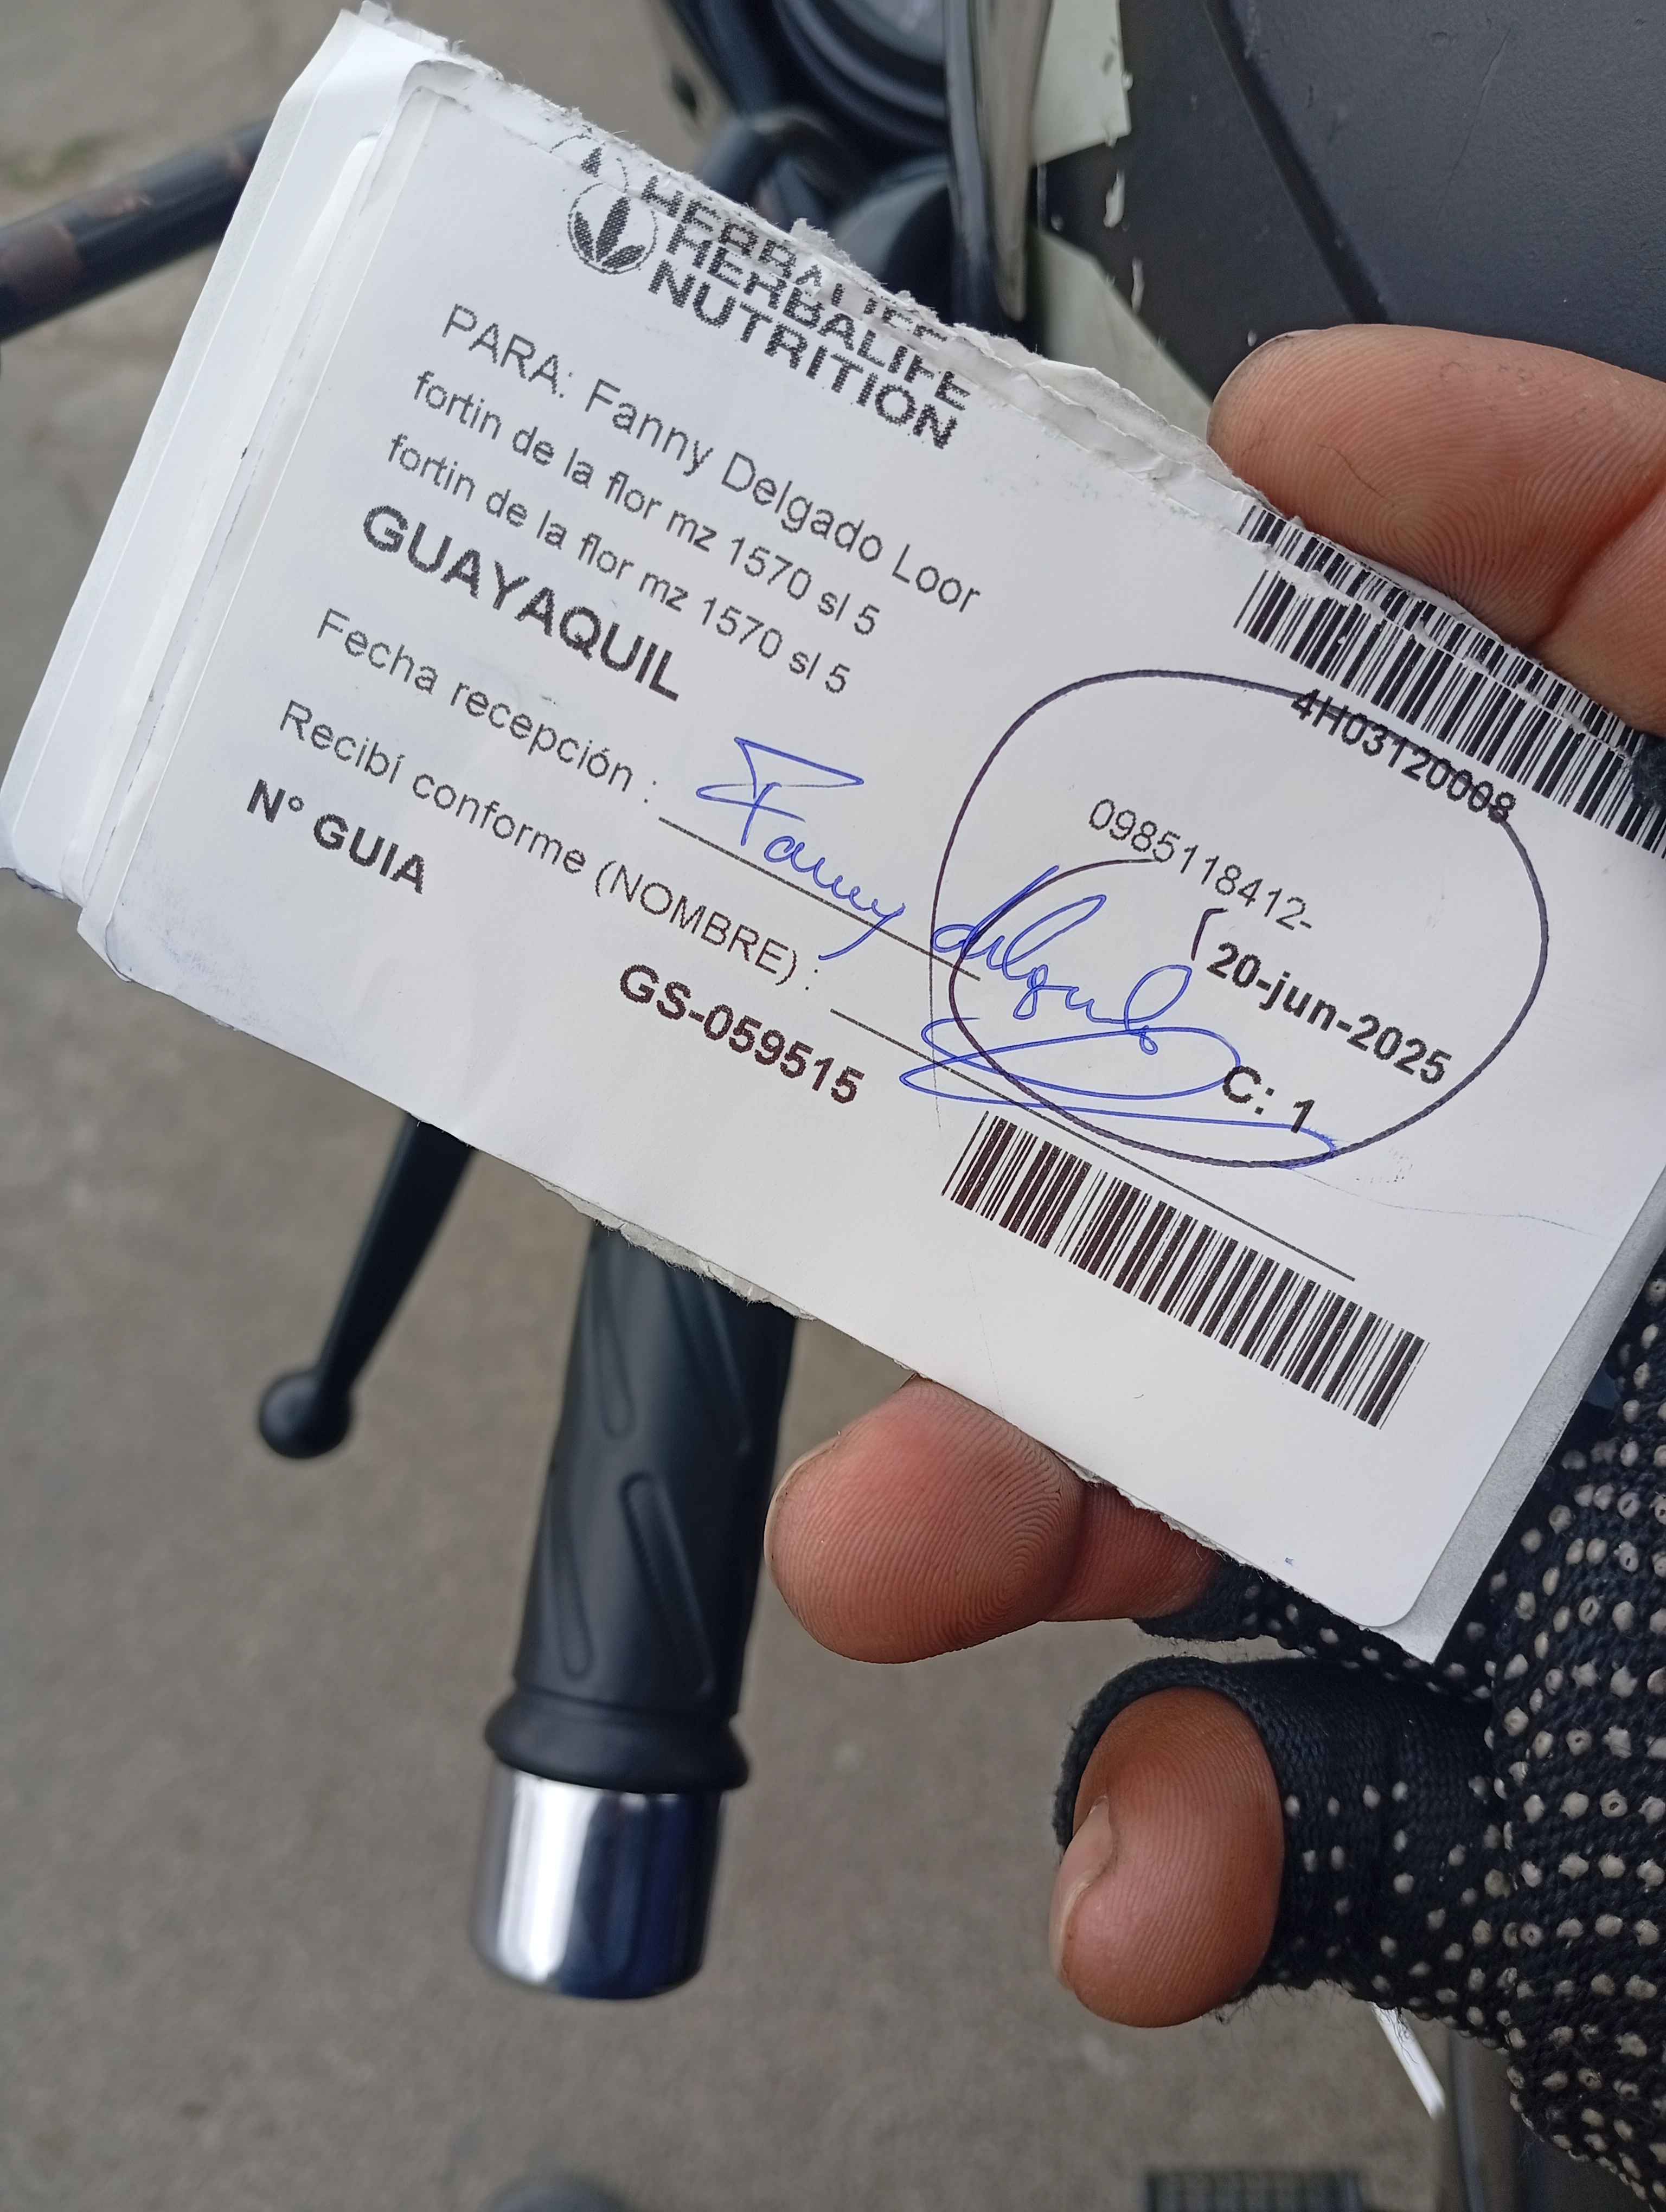 HERBALIFE
HERBALIFE
NUTRITION
PARA: Fanny Delgado Loor
fortin de la flor mz 1570 sl 5
fortin de la flor mz 1570 sl 5
GUAYAQUIL
4H03120008
0985118412-
20-jun-2025
C: 1
Fecha recepción :
Fanny delgado
Recibí conforme (NOMBRE) :
N° GUIA
GS-059515